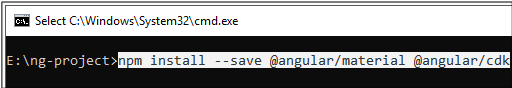 Select C:\Windows\System32\cmd.exe
E:\ng-project>npm install --save @angular/material @angular/cdk